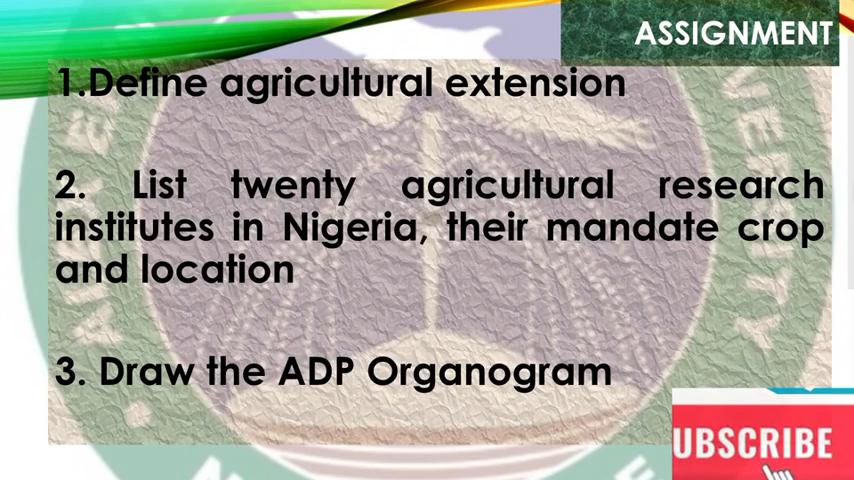 ASSIGNMENT
1.Define agricultural extension
2. List twenty agricultural research
institutes in Nigeria, their mandate crop
and location
3. Draw the ADP Organogram
UBSCRIBE